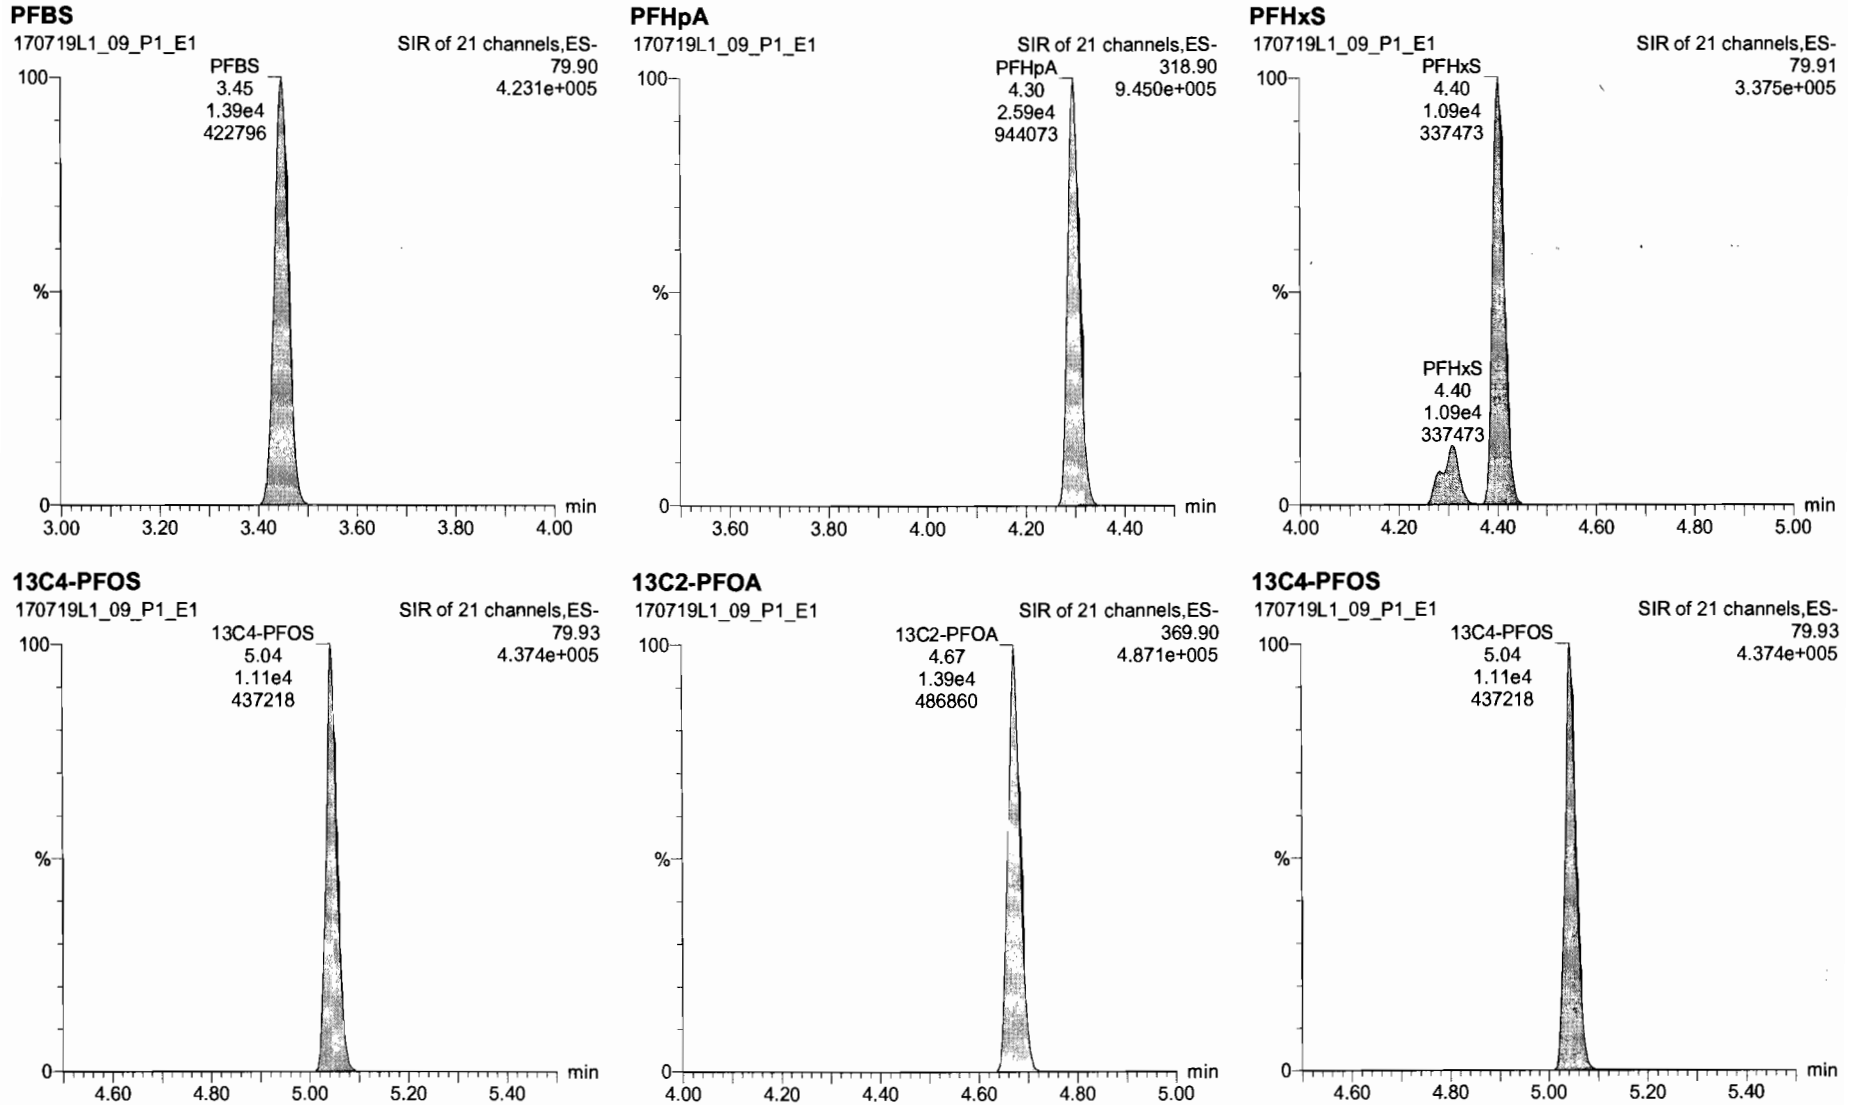 PFBS
170719L1_09_P1_E1
SIR of 21 channels,ES-
79.90
4.231e+005
PFBS
3.45
1.39e4
422796
100
%
0
min
3.00 3.20 3.40 3.60 3.80 4.00
PFHpA
170719L1_09_P1_E1
SIR of 21 channels,ES-
318.90
9.450e+005
PFHpA
4.30
2.59e4
944073
100
%
0
min
3.60 3.80 4.00 4.20 4.40
PFHxS
170719L1_09_P1_E1
SIR of 21 channels,ES-
79.91
3.375e+005
PFHxS
4.40
1.09e4
337473
PFHxS
4.40
1.09e4
337473
100
%
0
min
4.00 4.20 4.40 4.60 4.80 5.00
13C4-PFOS
170719L1_09_P1_E1
SIR of 21 channels,ES-
79.93
4.374e+005
13C4-PFOS
5.04
1.11e4
437218
100
%
0
min
4.60 4.80 5.00 5.20 5.40
13C2-PFOA
170719L1_09_P1_E1
SIR of 21 channels,ES-
369.90
4.871e+005
13C2-PFOA
4.67
1.39e4
486860
100
%
0
min
4.00 4.20 4.40 4.60 4.80 5.00
13C4-PFOS
170719L1_09_P1_E1
SIR of 21 channels,ES-
79.93
4.374e+005
13C4-PFOS
5.04
1.11e4
437218
100
%
0
min
4.60 4.80 5.00 5.20 5.40